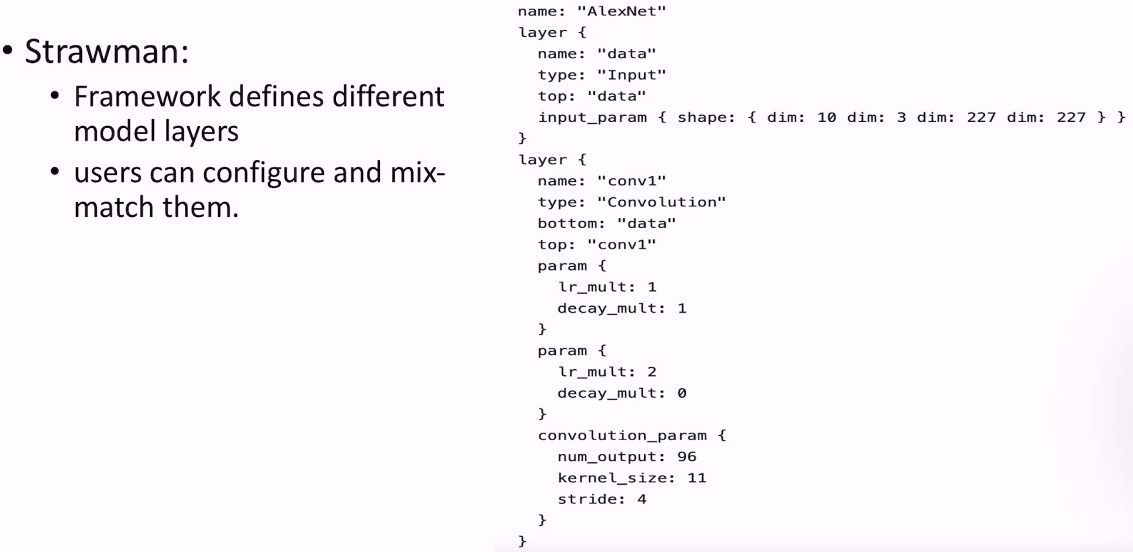 • Strawman:
• Framework defines different
model layers
• users can configure and mix-
match them.
name: "AlexNet"
layer {
  name: "data"
  type: "Input"
  top: "data"
  input_param { shape: { dim: 10 dim: 3 dim: 227 dim: 227 } }
}
layer {
  name: "conv1"
  type: "Convolution"
  bottom: "data"
  top: "conv1"
  param {
    lr_mult: 1
    decay_mult: 1
  }
  param {
    lr_mult: 2
    decay_mult: 0
  }
  convolution_param {
    num_output: 96
    kernel_size: 11
    stride: 4
  }
}